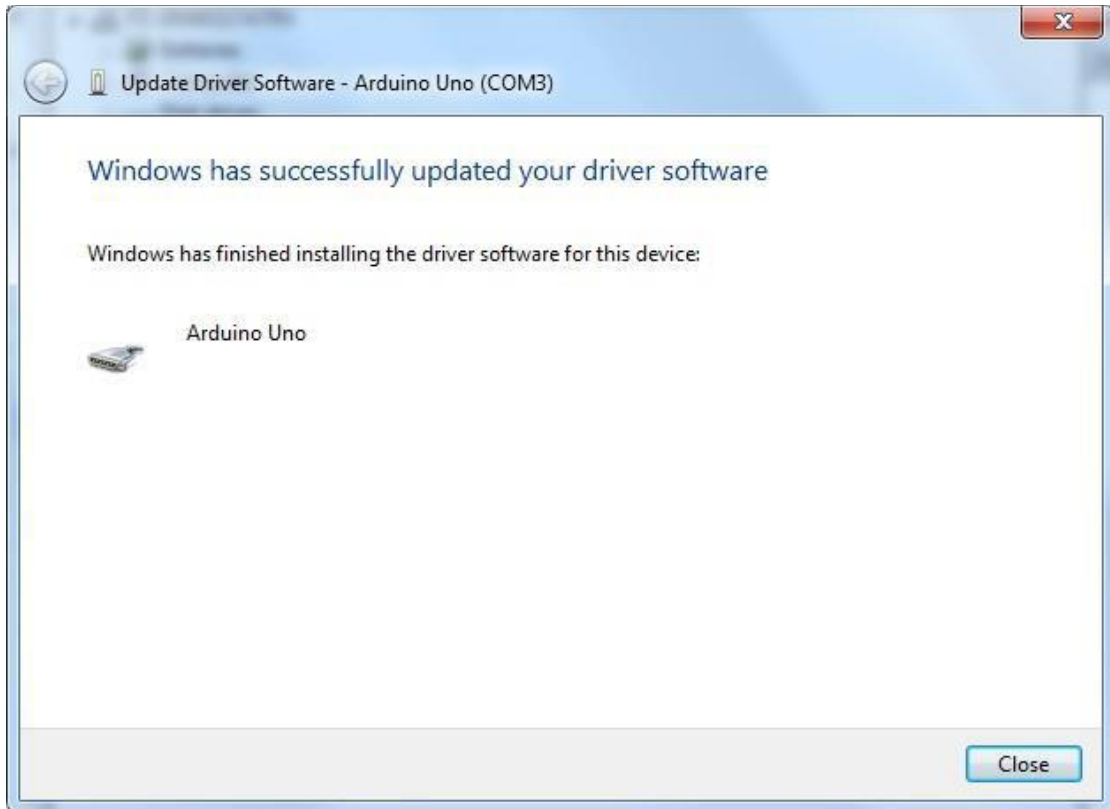 Update Driver Software - Arduino Uno (COM3)
Windows has successfully updated your driver software
Windows has finished installing the driver software for this device:
Arduino Uno
Close